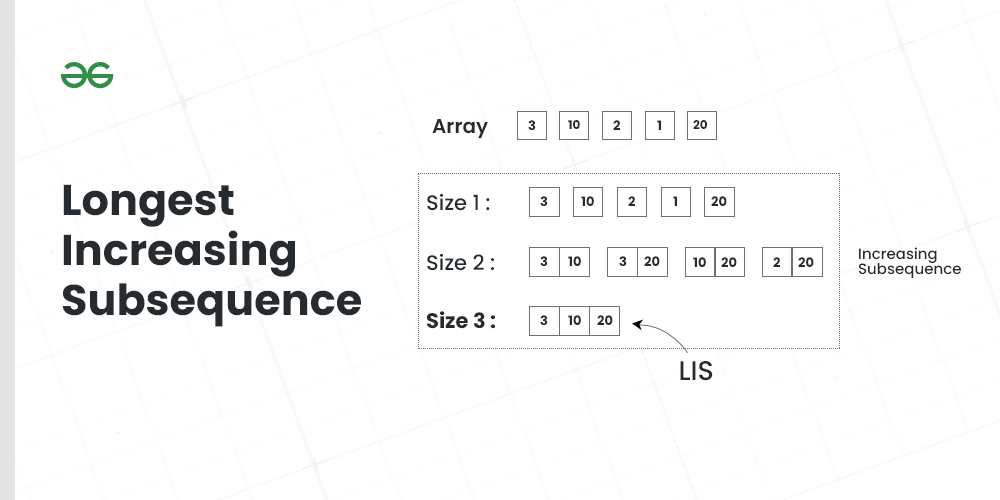 Longest
Increasing
Subsequence
Array 3 10 2 1 20
Size 1 : 3 10 2 1 20
Size 2 : 3 10 3 20 10 20 2 20
Size 3 : 3 10 20
Increasing
Subsequence
LIS